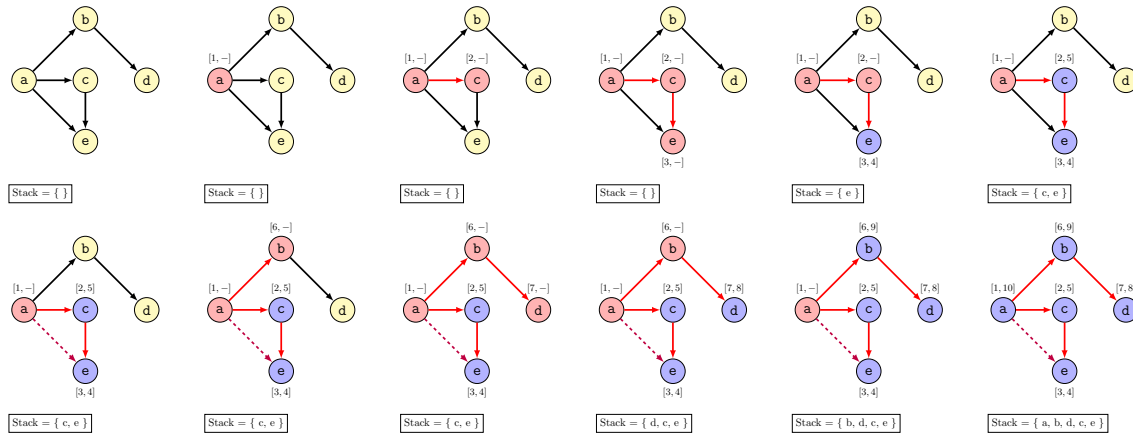 b
a c d
e
Stack = { }
b
[1, −]
a c d
e
Stack = { }
b
[1, −] [2, −]
a c d
e
Stack = { }
b
[1, −] [2, −]
a c d
e
[3, −]
Stack = { }
b
[1, −] [2, −]
a c d
e
[3, 4]
Stack = { e }
b
[1, −] [2, 5]
a c d
e
[3, 4]
Stack = { c, e }
b
[1, −] [2, 5]
a c d
e
[3, 4]
Stack = { c, e }
[6, −]
b
[1, −] [2, 5]
a c d
e
[3, 4]
Stack = { c, e }
[6, −]
b
[1, −] [2, 5] [7, −]
a c d
e
[3, 4]
Stack = { c, e }
[6, −]
b
[1, −] [2, 5] [7, 8]
a c d
e
[3, 4]
Stack = { d, c, e }
[6, 9]
b
[1, −] [2, 5] [7, 8]
a c d
e
[3, 4]
Stack = { b, d, c, e }
[6, 9]
b
[1, 10] [2, 5] [7, 8
a c d
e
[3, 4]
Stack = { a, b, d, c, e }